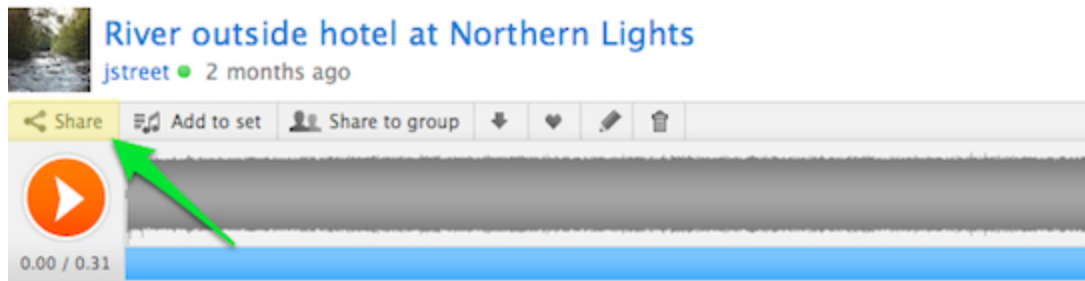 River outside hotel at Northern Lights
jstreet 2 months ago
Share Add to set Share to group
0.00 / 0.31